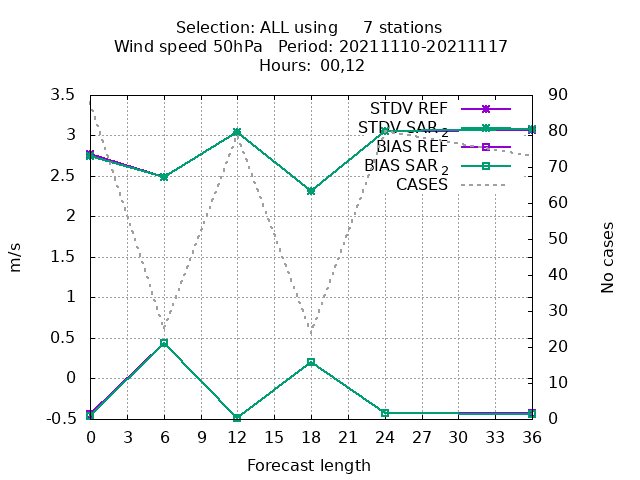 Selection: ALL using 7 stations
Wind speed 50hPa Period: 20211110-20211117
Hours: 00,12
3.5
3
2.5
2
1.5
1
0.5
0
-0.5
90
80
70
60
50
40
30
20
10
0
STDV REF
STDV SAR2
BIAS REF
BIAS SAR2
CASES
m/s
No cases
0 3 6 9 12 15 18 21 24 27 30 33 36
Forecast length